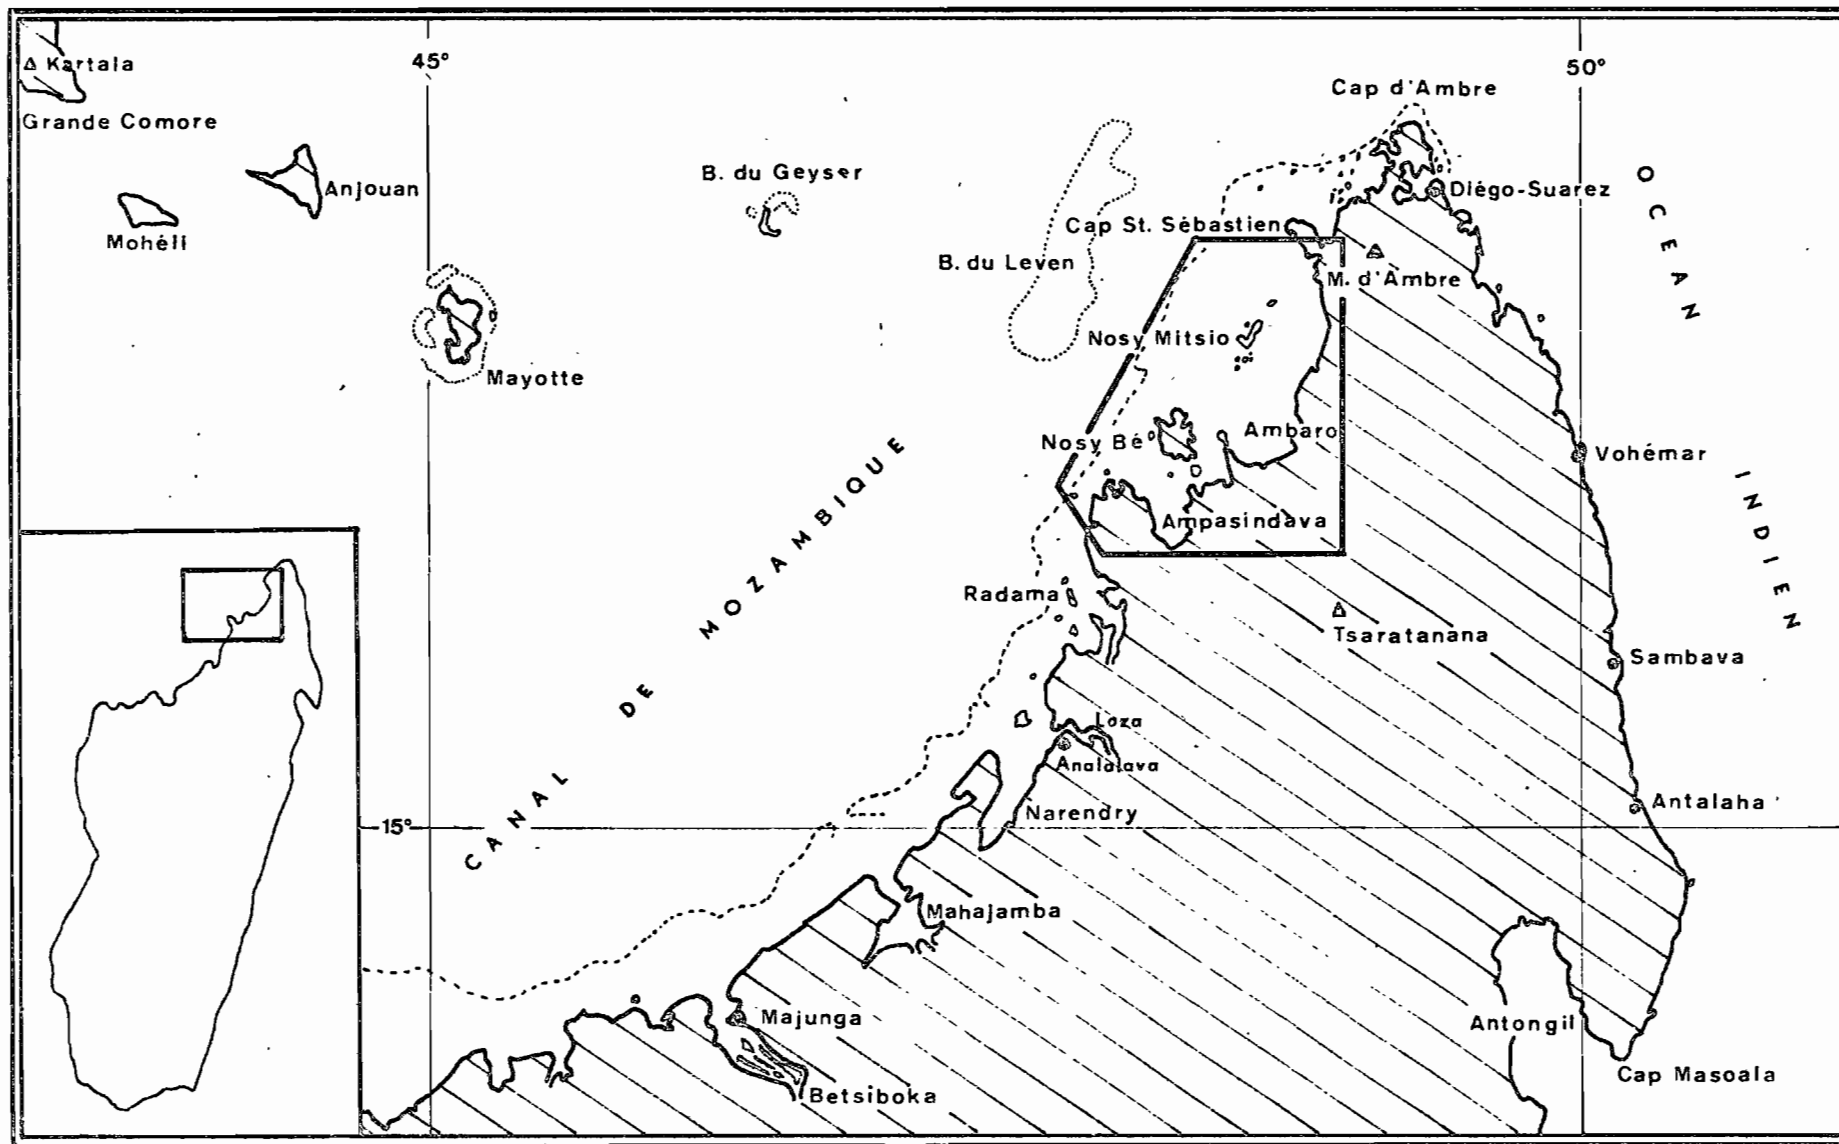 45°
50°
Kartala
Grande Comore
Cap d'Ambre
Anjouan
B. du Geyser
Diégo-Suarez
OCEAN
Mohéli
Cap St. Sébastien
B. du Leven
M. d'Ambre
Nosy Mitsio
Mayotte
Nosy Bé
Ambaro
Vohémar
INDIEN
CANAL DE MOZAMBIQUE
Ampasindava
Radama
Tsaratanana
Sambava
Loza
Analalava
Antalaha
15°
Narendry
Mahajamba
Majunga
Antongil
Cap Masoala
Betsiboka